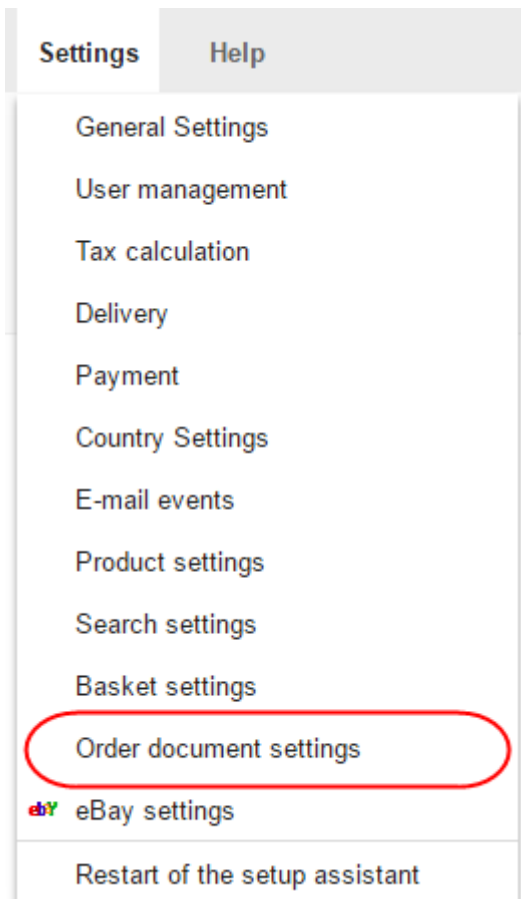 Settings Help
General Settings
User management
Tax calculation
Delivery
Payment
Country Settings
E-mail events
Product settings
Search settings
Basket settings
Order document settings
ebY eBay settings
Restart of the setup assistant